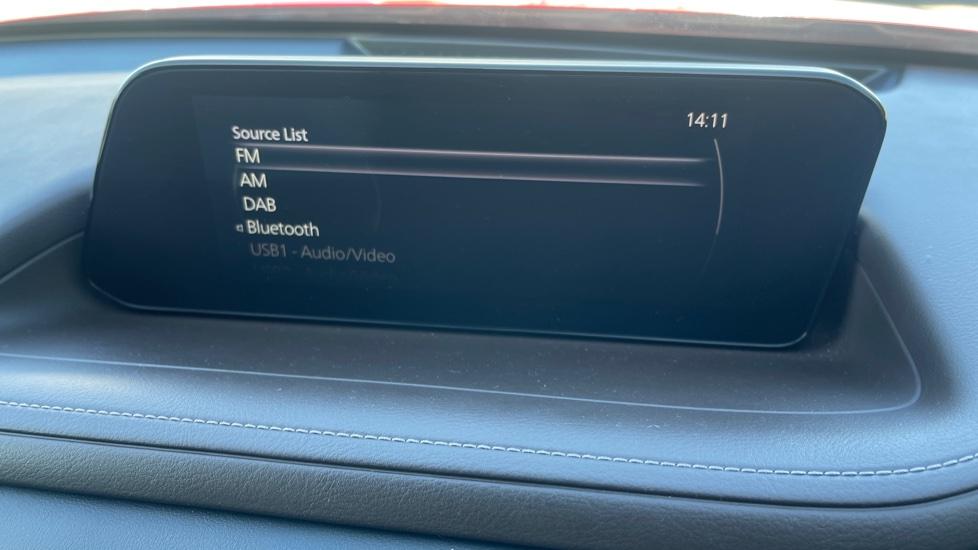 14:11
Source List
FM
AM
DAB
Bluetooth
USB1 - Audio/Video